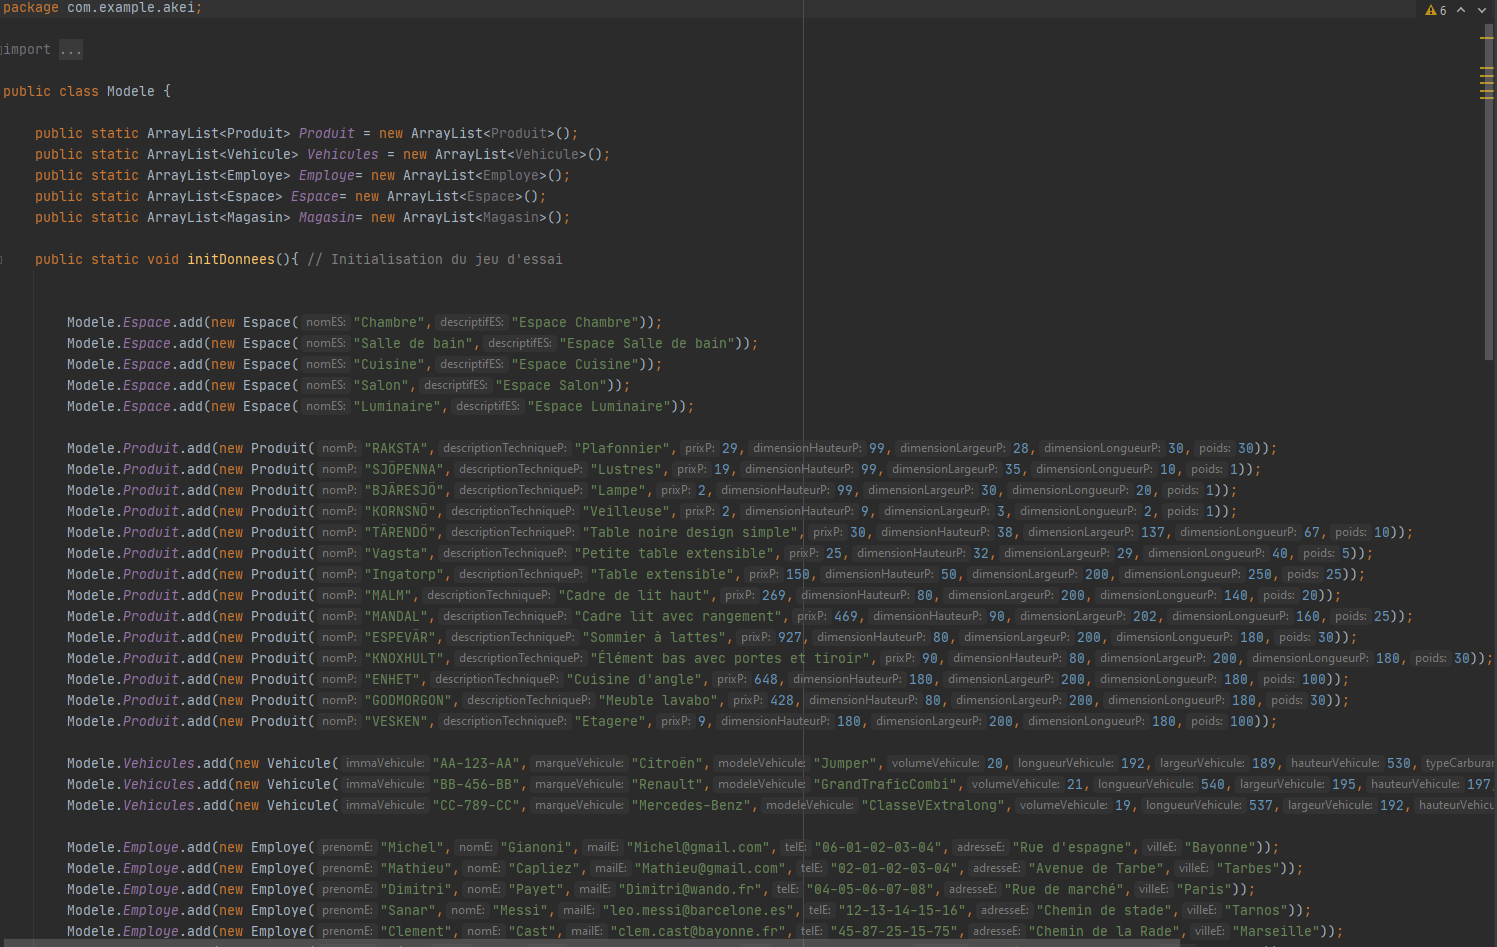 package com.example.akei;
6
import ...
public class Modele {
public static ArrayList<Produit> Produit = new ArrayList<Produit>();
public static ArrayList<Vehicule> Vehicules = new ArrayList<Vehicule>();
public static ArrayList<Employe> Employe= new ArrayList<Employe>();
public static ArrayList<Espace> Espace= new ArrayList<Espace>();
public static ArrayList<Magasin> Magasin= new ArrayList<Magasin>();
public static void initDonnees(){ // Initialisation du jeu d'essai
Modele.Espace.add(new Espace( nomES: "Chambre", descriptifES: "Espace Chambre"));
Modele.Espace.add(new Espace( nomES: "Salle de bain", descriptifES: "Espace Salle de bain"));
Modele.Espace.add(new Espace( nomES: "Cuisine", descriptifES: "Espace Cuisine"));
Modele.Espace.add(new Espace( nomES: "Salon", descriptifES: "Espace Salon"));
Modele.Espace.add(new Espace( nomES: "Luminaire", descriptifES: "Espace Luminaire"));
Modele.Produit.add(new Produit( nomP: "RAKSTA", descriptionTechniqueP: "Plafonnier", prixP: 29, dimensionHauteurP: 99, dimensionLargeurP: 28, dimensionLongueurP: 30, poids: 30));
Modele.Produit.add(new Produit( nomP: "SJÖPENNA", descriptionTechniqueP: "Lustres", prixP: 19, dimensionHauteurP: 99, dimensionLargeurP: 35, dimensionLongueurP: 10, poids: 1));
Modele.Produit.add(new Produit( nomP: "BJÄRESJÖ", descriptionTechniqueP: "Lampe", prixP: 2, dimensionHauteurP: 99, dimensionLargeurP: 30, dimensionLongueurP: 20, poids: 1));
Modele.Produit.add(new Produit( nomP: "KORNSNÖ", descriptionTechniqueP: "Veilleuse", prixP: 2, dimensionHauteurP: 9, dimensionLargeurP: 3, dimensionLongueurP: 2, poids: 1));
Modele.Produit.add(new Produit( nomP: "TÄRENDÖ", descriptionTechniqueP: "Table noire design simple", prixP: 30, dimensionHauteurP: 38, dimensionLargeurP: 137, dimensionLongueurP: 67, poids: 10));
Modele.Produit.add(new Produit( nomP: "Vagsta", descriptionTechniqueP: "Petite table extensible", prixP: 25, dimensionHauteurP: 32, dimensionLargeurP: 29, dimensionLongueurP: 40, poids: 5));
Modele.Produit.add(new Produit( nomP: "Ingatorp", descriptionTechniqueP: "Table extensible", prixP: 150, dimensionHauteurP: 50, dimensionLargeurP: 200, dimensionLongueurP: 250, poids: 25));
Modele.Produit.add(new Produit( nomP: "MALM", descriptionTechniqueP: "Cadre de lit haut", prixP: 269, dimensionHauteurP: 80, dimensionLargeurP: 200, dimensionLongueurP: 140, poids: 20));
Modele.Produit.add(new Produit( nomP: "MANDAL", descriptionTechniqueP: "Cadre lit avec rangement", prixP: 469, dimensionHauteurP: 90, dimensionLargeurP: 202, dimensionLongueurP: 160, poids: 25));
Modele.Produit.add(new Produit( nomP: "ESPEVÄR", descriptionTechniqueP: "Sommier à lattes", prixP: 927, dimensionHauteurP: 80, dimensionLargeurP: 200, dimensionLongueurP: 180, poids: 30));
Modele.Produit.add(new Produit( nomP: "KNOXHULT", descriptionTechniqueP: "Élément bas avec portes et tiroir", prixP: 90, dimensionHauteurP: 80, dimensionLargeurP: 200, dimensionLongueurP: 180, poids: 30));
Modele.Produit.add(new Produit( nomP: "ENHET", descriptionTechniqueP: "Cuisine d'angle", prixP: 648, dimensionHauteurP: 180, dimensionLargeurP: 200, dimensionLongueurP: 180, poids: 100));
Modele.Produit.add(new Produit( nomP: "GODMORGON", descriptionTechniqueP: "Meuble lavabo", prixP: 428, dimensionHauteurP: 80, dimensionLargeurP: 200, dimensionLongueurP: 180, poids: 30));
Modele.Produit.add(new Produit( nomP: "VESKEN", descriptionTechniqueP: "Etagere", prixP: 9, dimensionHauteurP: 180, dimensionLargeurP: 200, dimensionLongueurP: 180, poids: 100));
Modele.Vehicules.add(new Vehicule( immaVehicule: "AA-123-AA", marqueVehicule: "Citroën", modeleVehicule: "Jumper", volumeVehicule: 20, longueurVehicule: 192, largeurVehicule: 189, hauteurVehicule: 530, typeCarburan
Modele.Vehicules.add(new Vehicule( immaVehicule: "BB-456-BB", marqueVehicule: "Renault", modeleVehicule: "GrandTraficCombi", volumeVehicule: 21, longueurVehicule: 540, largeurVehicule: 195, hauteurVehicule: 197,
Modele.Vehicules.add(new Vehicule( immaVehicule: "CC-789-CC", marqueVehicule: "Mercedes-Benz", modeleVehicule: "ClasseVExtralong", volumeVehicule: 19, longueurVehicule: 537, largeurVehicule: 192, hauteurVehicu
Modele.Employe.add(new Employe( prenomE: "Michel", nomE: "Gianoni", mailE: "Michel@gmail.com", telE: "06-01-02-03-04", adresseE: "Rue d'espagne", villeE: "Bayonne"));
Modele.Employe.add(new Employe( prenomE: "Mathieu", nomE: "Capliez", mailE: "Mathieu@gmail.com", telE: "02-01-02-03-04", adresseE: "Avenue de Tarbe", villeE: "Tarbes"));
Modele.Employe.add(new Employe( prenomE: "Dimitri", nomE: "Payet", mailE: "Dimitri@wando.fr", telE: "04-05-06-07-08", adresseE: "Rue de marché", villeE: "Paris"));
Modele.Employe.add(new Employe( prenomE: "Sanar", nomE: "Messi", mailE: "leo.messi@barcelone.es", telE: "12-13-14-15-16", adresseE: "Chemin de stade", villeE: "Tarnos"));
Modele.Employe.add(new Employe( prenomE: "Clement", nomE: "Cast", mailE: "clem.cast@bayonne.fr", telE: "45-87-25-15-75", adresseE: "Chemin de la Rade", villeE: "Marseille"));